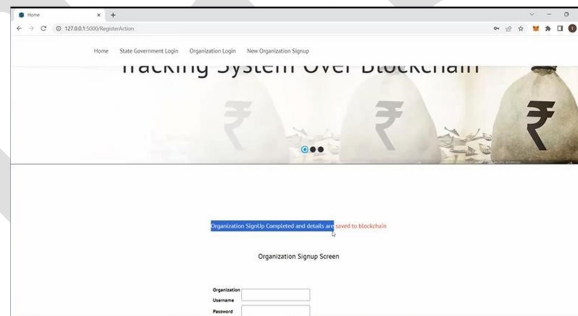 Home
127.0.0.1:5000/RegisterAction
Home State Government Login Organization Login New Organization Signup
Tracking System Over Blockchain
Organization SignUp Completed and details are saved to blockchain
Organization Signup Screen
Organization
Username
Password